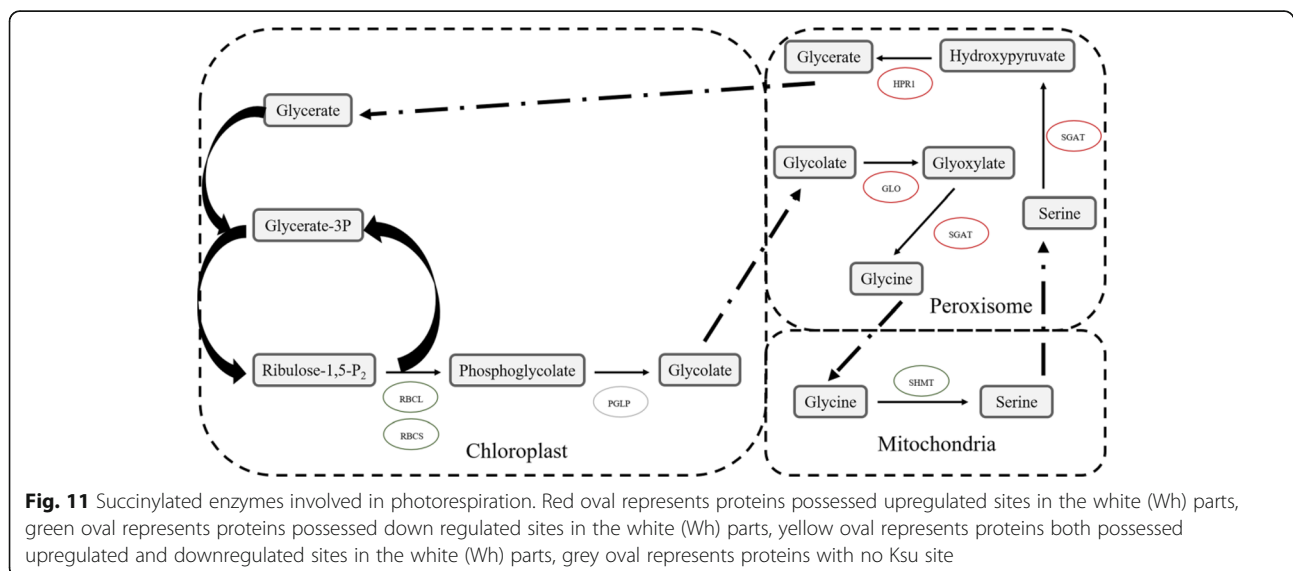 Glycerate
Hydroxypyruvate
HPR1
Glycerate
SGAT
Glycolate
Glyoxylate
GLO
Serine
Glycerate-3P
SGAT
Glycine
Peroxisome
Ribulose-1,5-P₂
Phosphoglycolate
Glycolate
RBCL
PGLP
RBCS
Chloroplast
SHMT
Glycine
Serine
Mitochondria
Fig. 11 Succinylated enzymes involved in photorespiration. Red oval represents proteins possessed upregulated sites in the white (Wh) parts,
green oval represents proteins possessed down regulated sites in the white (Wh) parts, yellow oval represents proteins both possessed
upregulated and downregulated sites in the white (Wh) parts, grey oval represents proteins with no Ksu site